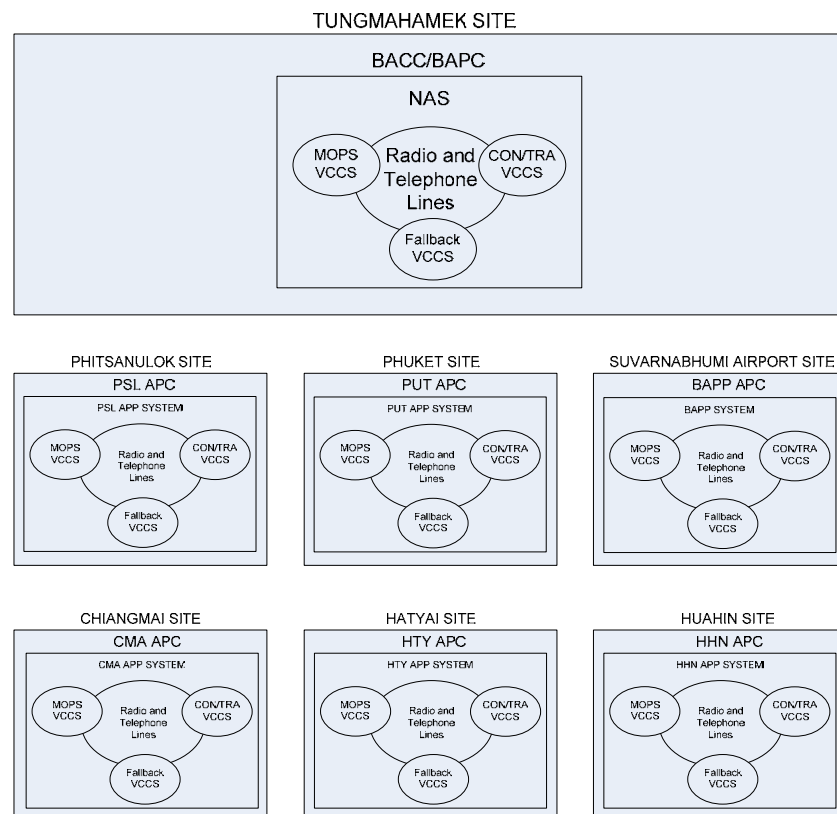 TUNGMAHAMEK SITE
BACC/BAPC
NAS
MOPS
VCCS
Radio and
Telephone
Lines
CON/TRA
VCCS
Fallback
VCCS
PHITSANULOK SITE
PSL APC
PSL APP SYSTEM
MOPS
VCCS
Radio and
Telephone
Lines
CON/TRA
VCCS
Fallback
VCCS
PHUKET SITE
PUT APC
PUT APP SYSTEM
MOPS
VCCS
Radio and
Telephone
Lines
CON/TRA
VCCS
Fallback
VCCS
SUVARNABHUMI AIRPORT SITE
BAPP APC
BAPP SYSTEM
MOPS
VCCS
Radio and
Telephone
Lines
CON/TRA
VCCS
Fallback
VCCS
CHIANGMAI SITE
CMA APC
CMA APP SYSTEM
MOPS
VCCS
Radio and
Telephone
Lines
CON/TRA
VCCS
Fallback
VCCS
HATYAI SITE
HTY APC
HTY APP SYSTEM
MOPS
VCCS
Radio and
Telephone
Lines
CON/TRA
VCCS
Fallback
VCCS
HUAHIN SITE
HHN APC
HHN APP SYSTEM
MOPS
VCCS
Radio and
Telephone
Lines
CON/TRA
VCCS
Fallback
VCCS